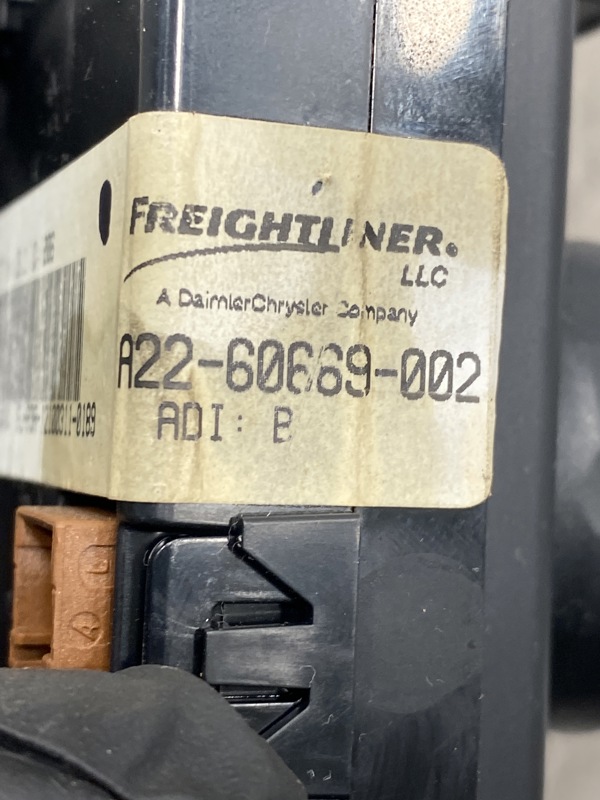 FREIGHTLINER.
LLC
A DaimlerChrysler Company
A22-60669-002
ADI: B